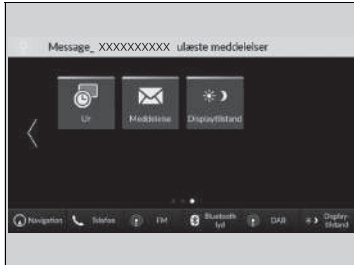 Message_ XXXXXXXXXX ulæste meddelelser
Ur
Meddelelse
Displaytilstand
Navigation
Telefon
FM
Bluetooth
lyd
DAB
Display-
tilstand